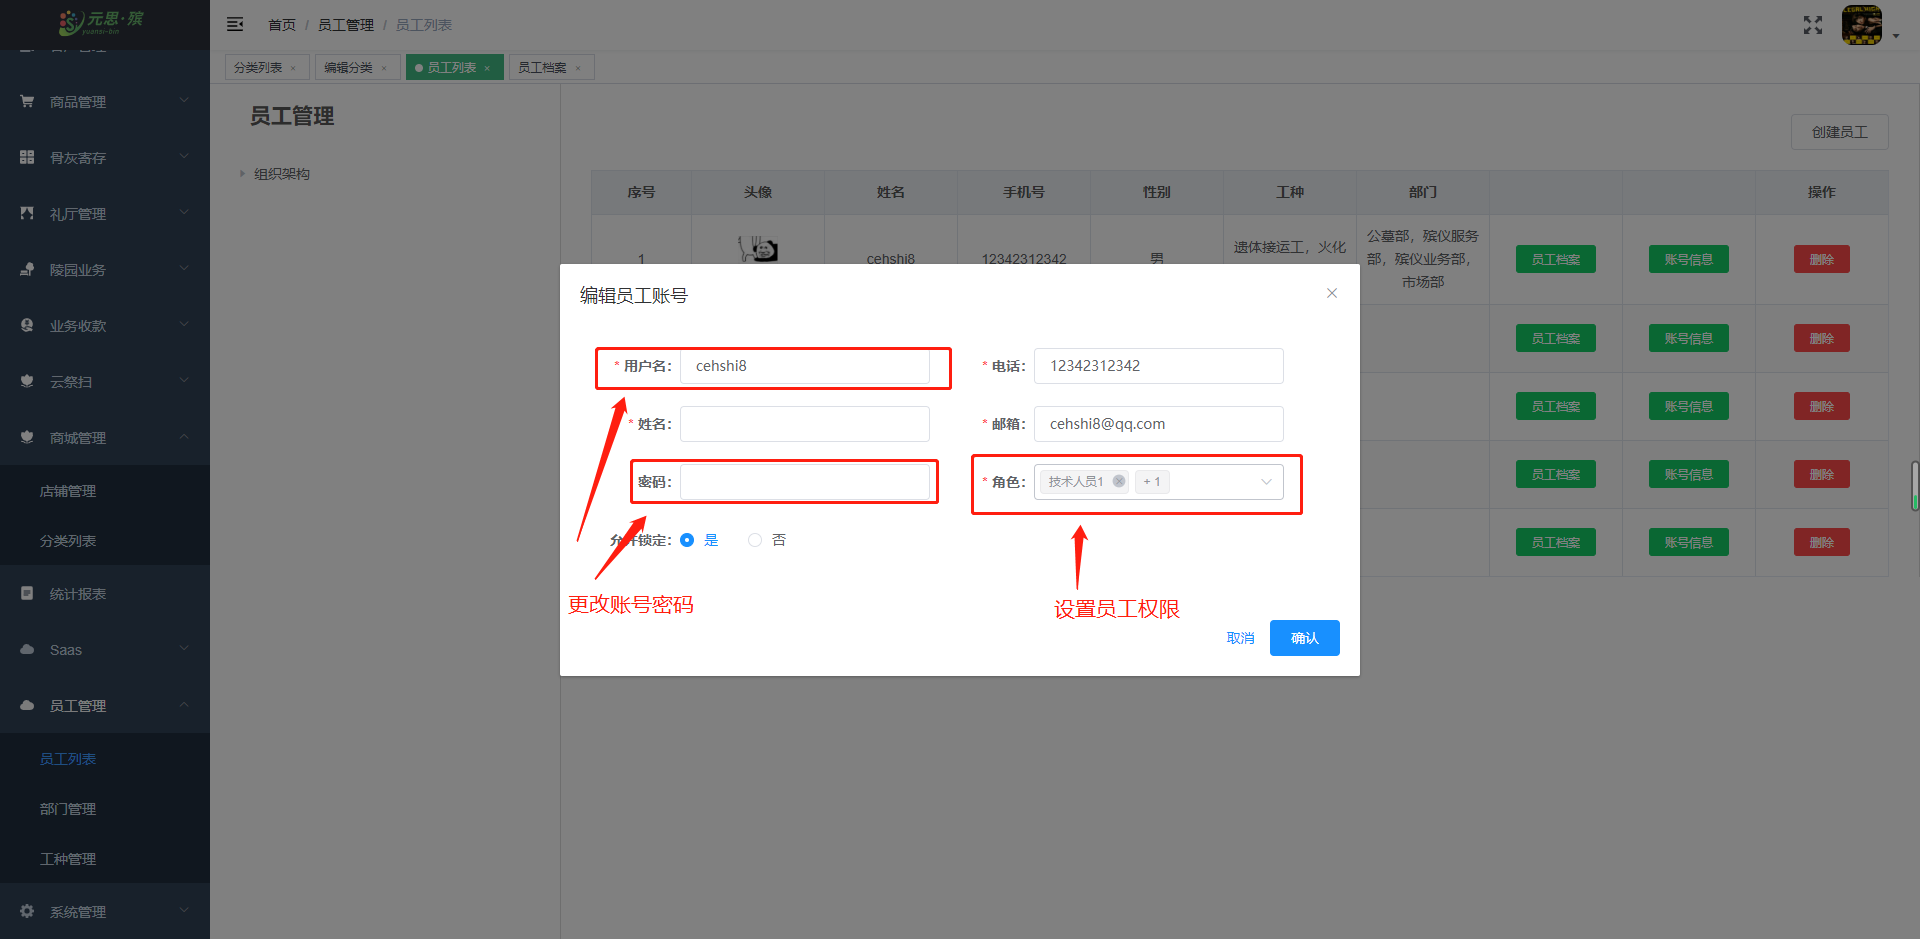 元思·殡
yuansi-bin
首页 / 员工管理 / 员工列表
分类列表 ×
编辑分类 ×
员工列表 ×
员工档案 ×
商品管理
骨灰寄存
礼厅管理
陵园业务
业务收款
云祭扫
商城管理
店铺管理
分类列表
统计报表
Saas
员工管理
员工列表
部门管理
工种管理
系统管理
员工管理
组织架构
创建员工
序号 头像 姓名 手机号 性别 工种 部门 操作
1 cehshi8 12342312342 男 遗体接运工，火化
公墓部，殡仪服务
部，殡仪业务部，
市场部
员工档案 账号信息 删除
员工档案 账号信息 删除
员工档案 账号信息 删除
员工档案 账号信息 删除
员工档案 账号信息 删除
编辑员工账号
* 用户名： cehshi8
* 电话： 12342312342
* 姓名：
* 邮箱： cehshi8@qq.com
密码：
* 角色： 技术人员1 + 1
允许锁定： 是 否
更改账号密码
设置员工权限
取消 确认